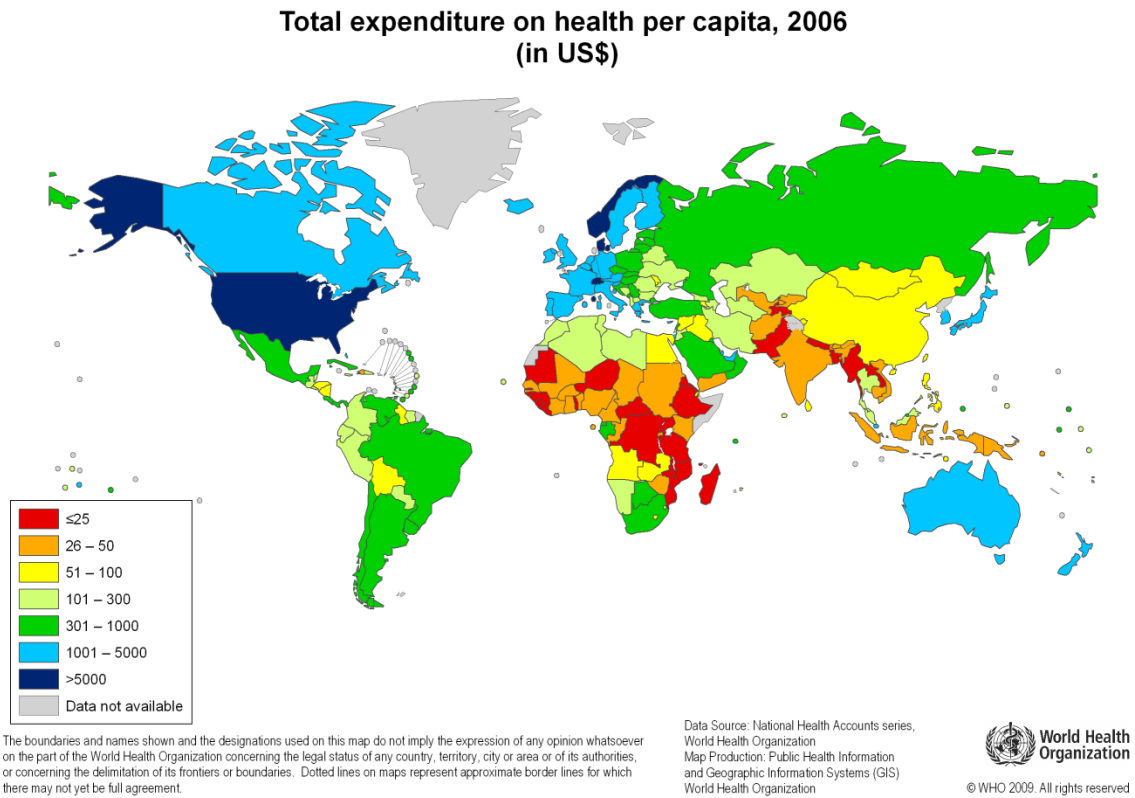 Total expenditure on health per capita, 2006
(in US$)
≤25
26 – 50
51 – 100
101 – 300
301 – 1000
1001 – 5000
>5000
Data not available
The boundaries and names shown and the designations used on this map do not imply the expression of any opinion whatsoever
on the part of the World Health Organization concerning the legal status of any country, territory, city or area or of its authorities,
or concerning the delimitation of its frontiers or boundaries. Dotted lines on maps represent approximate border lines for which
there may not yet be full agreement.
Data Source: National Health Accounts series,
World Health Organization
Map Production: Public Health Information
and Geographic Information Systems (GIS)
World Health Organization
World Health
Organization
© WHO 2009. All rights reserved